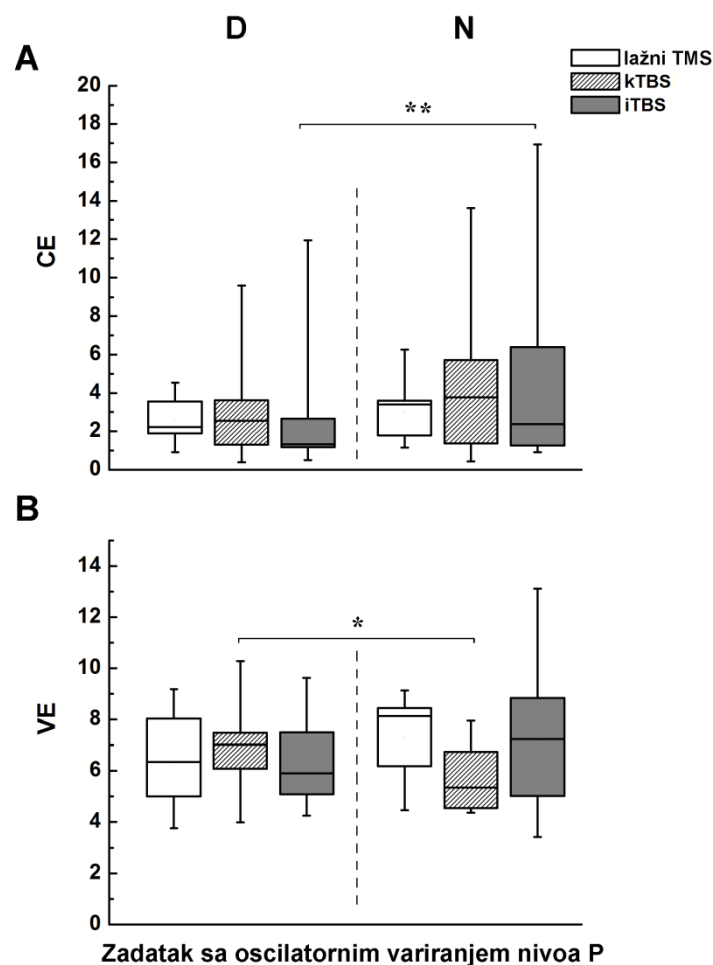 D N
A
lažni TMS
kTBS
iTBS
20
18
16
14
12
10
8
6
4
2
0
CE
**
B
14
12
10
8
6
4
2
0
VE
*
Zadatak sa oscilatornim variranjem nivoa P